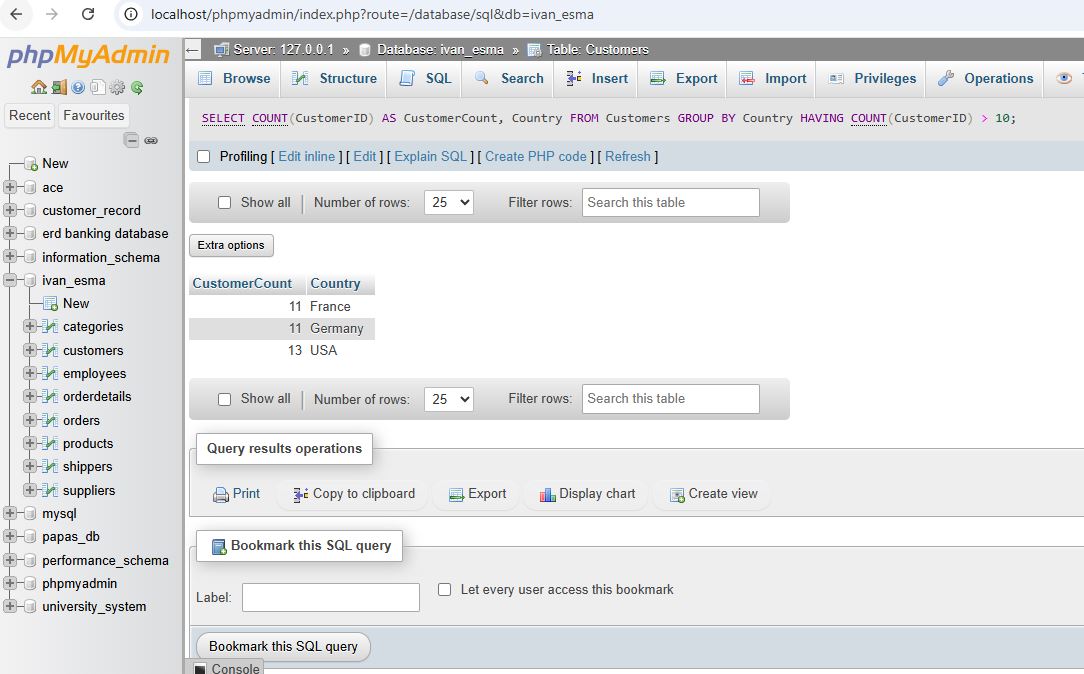 localhost/phpmyadmin/index.php?route=/database/sql&db=ivan_esma
phpMyAdmin
Recent Favourites
New
ace
customer_record
erd banking database
information_schema
ivan_esma
New
categories
customers
employees
orderdetails
orders
products
shippers
suppliers
mysql
papas_db
performance_schema
phpmyadmin
university_system
Server: 127.0.0.1 » Database: ivan_esma » Table: Customers
Browse Structure SQL Search Insert Export Import Privileges Operations
SELECT COUNT(CustomerID) AS CustomerCount, Country FROM Customers GROUP BY Country HAVING COUNT(CustomerID) > 10;
Profiling [ Edit inline ] [ Edit ] [ Explain SQL ] [ Create PHP code ] [ Refresh ]
Show all | Number of rows: 25 Filter rows: Search this table
Extra options
CustomerCount Country
11 France
11 Germany
13 USA
Show all | Number of rows: 25 Filter rows: Search this table
Query results operations
Print Copy to clipboard Export Display chart Create view
Bookmark this SQL query
Label: Let every user access this bookmark
Bookmark this SQL query
Console